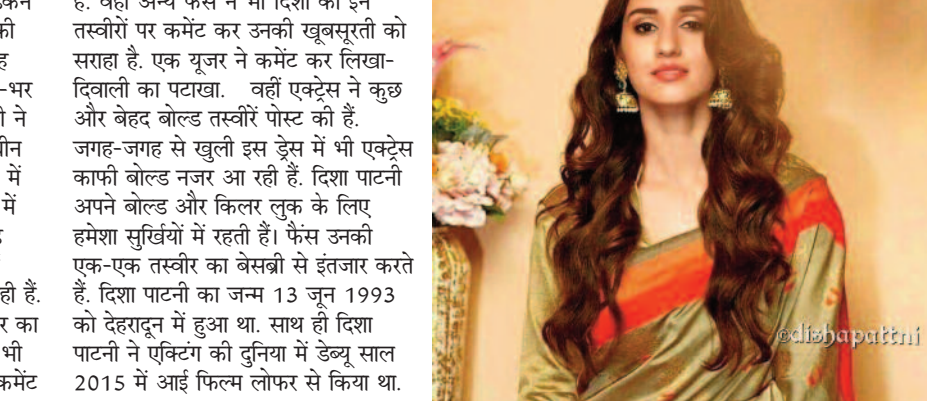 की
ह
-भर
ने
में
में
ही हैं.
र का
भी
कमेंट
है. वहीं अन्य फैंस ने भी दिशा की इन
तस्वीरों पर कमेंट कर उनकी खूबसूरती को
सराहा है. एक यूजर ने कमेंट कर लिखा-
दिवाली का पटाखा. वहीं एक्ट्रेस ने कुछ
और बेहद बोल्ड तस्वीरें पोस्ट की हैं.
जगह-जगह से खुली इस ड्रेस में भी एक्ट्रेस
काफी बोल्ड नजर आ रही हैं. दिशा पाटनी
अपने बोल्ड और किलर लुक के लिए
हमेशा सुर्खियों में रहती हैं। फैंस उनकी
एक-एक तस्वीर का बेसब्री से इंतजार करते
हैं. दिशा पाटनी का जन्म 13 जून 1993
को देहरादून में हुआ था. साथ ही दिशा
पाटनी ने एक्टिंग की दुनिया में डेब्यू साल
2015 में आई फिल्म लोफर से किया था.
©dishapattni